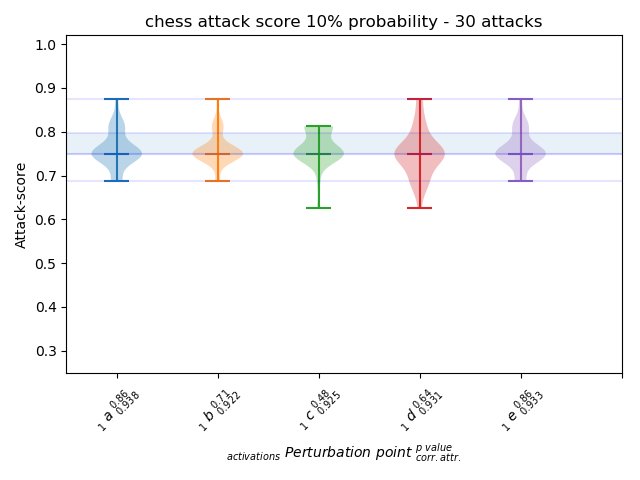 chess attack score 10% probability - 30 attacks
Attack-score
1.0
0.9
0.8
0.7
0.6
0.5
0.4
0.3
1 a 0.86 0.938
1 b 0.71 0.922
1 c 0.48 0.925
1 d 0.64 0.931
1 e 0.86 0.933
activations Perturbation point p value corr. attr.